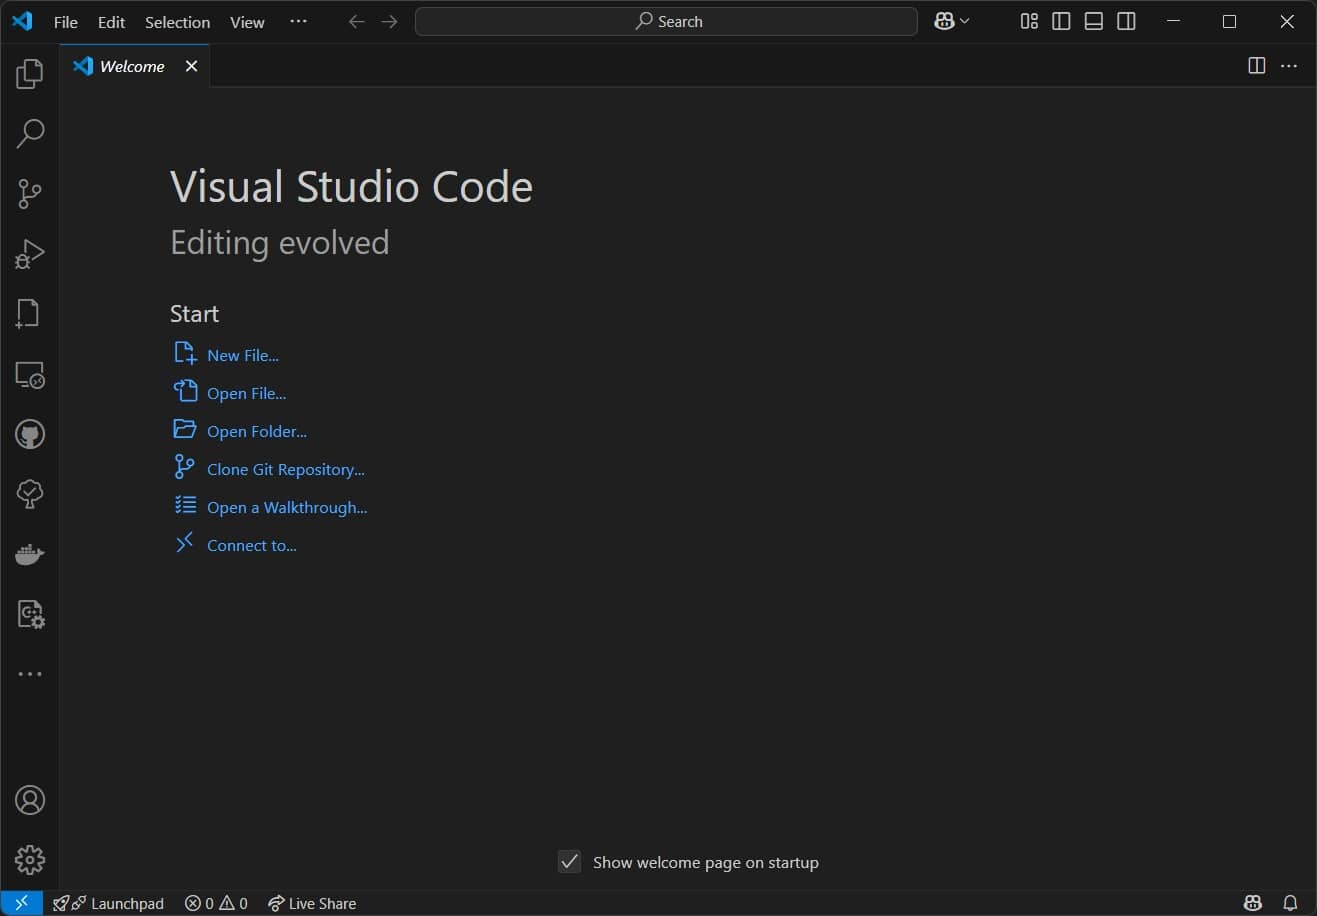 File Edit Selection View ··· Search
Welcome
Visual Studio Code
Editing evolved
Start
New File...
Open File...
Open Folder...
Clone Git Repository...
Open a Walkthrough...
Connect to...
Show welcome page on startup
Launchpad 0 0 Live Share